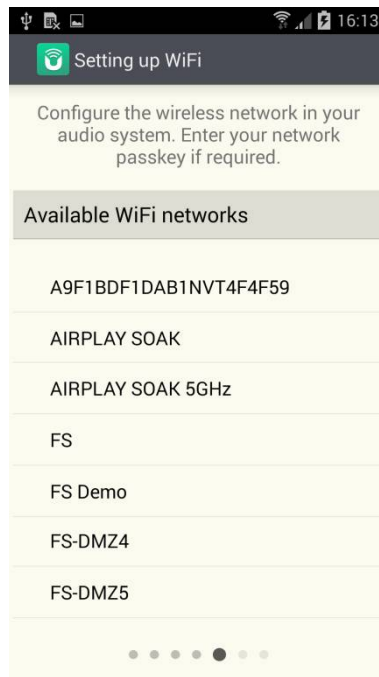 16:13
Setting up WiFi
Configure the wireless network in your
audio system. Enter your network
passkey if required.
Available WiFi networks
A9F1BDF1DAB1NVT4F4F59
AIRPLAY SOAK
AIRPLAY SOAK 5GHz
FS
FS Demo
FS-DMZ4
FS-DMZ5